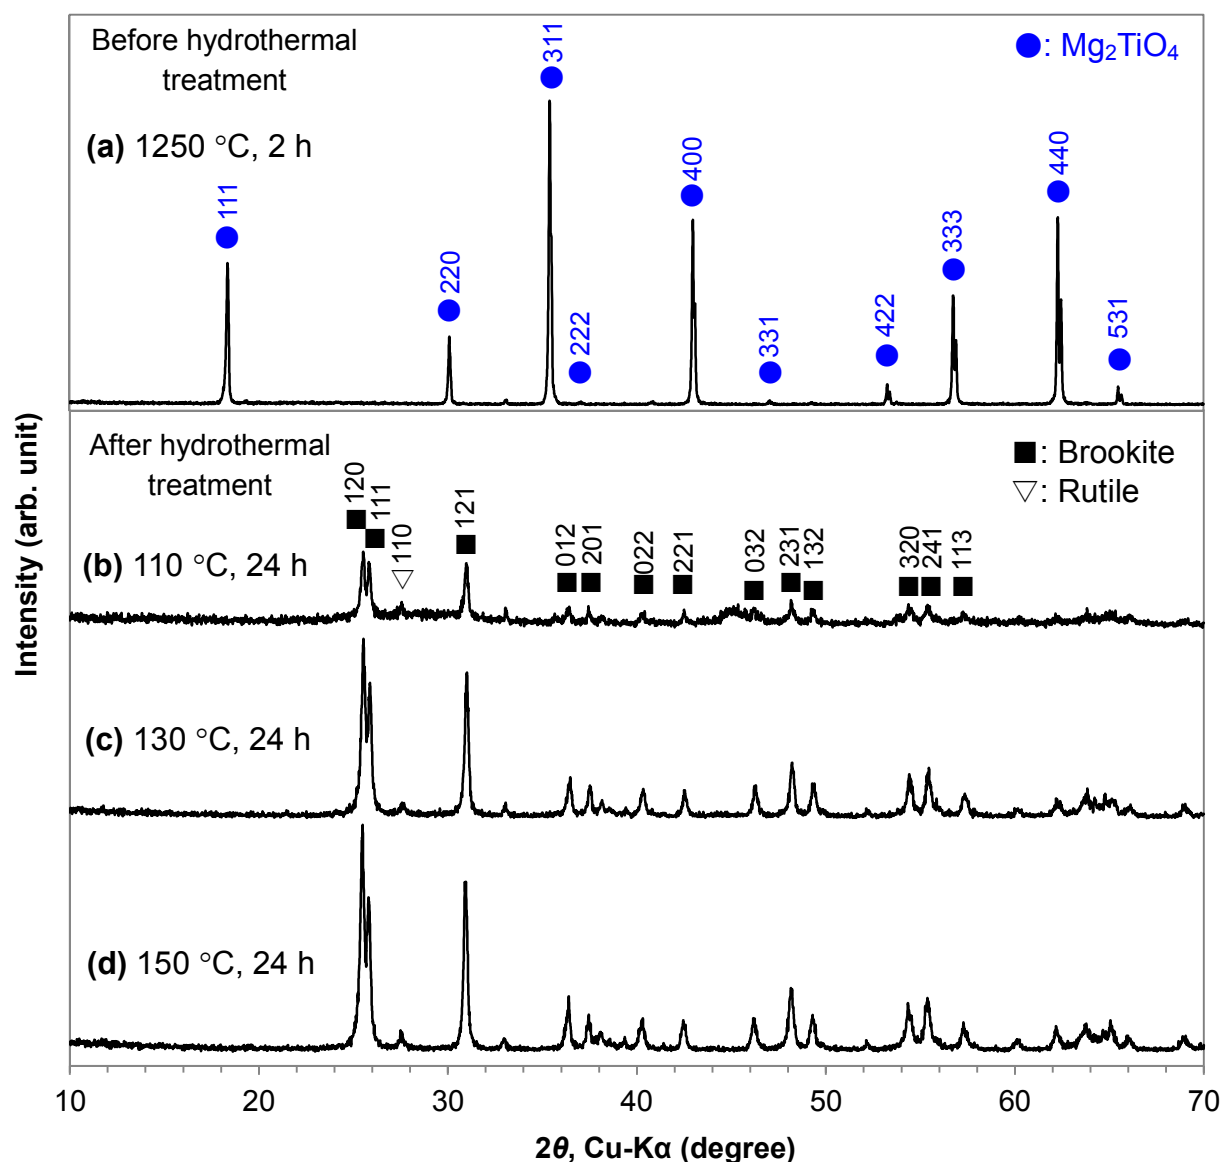 Before hydrothermal
treatment
(a) 1250 °C, 2 h
●: Mg₂TiO₄
111
220
311
222
400
331
422
333
440
531
After hydrothermal
treatment
■: Brookite
▽: Rutile
(b) 110 °C, 24 h
120
111
110
121
012
201
022
221
032
231
132
320
241
113
(c) 130 °C, 24 h
(d) 150 °C, 24 h
Intensity (arb. unit)
10 20 30 40 50 60 70
2θ, Cu-Kα (degree)